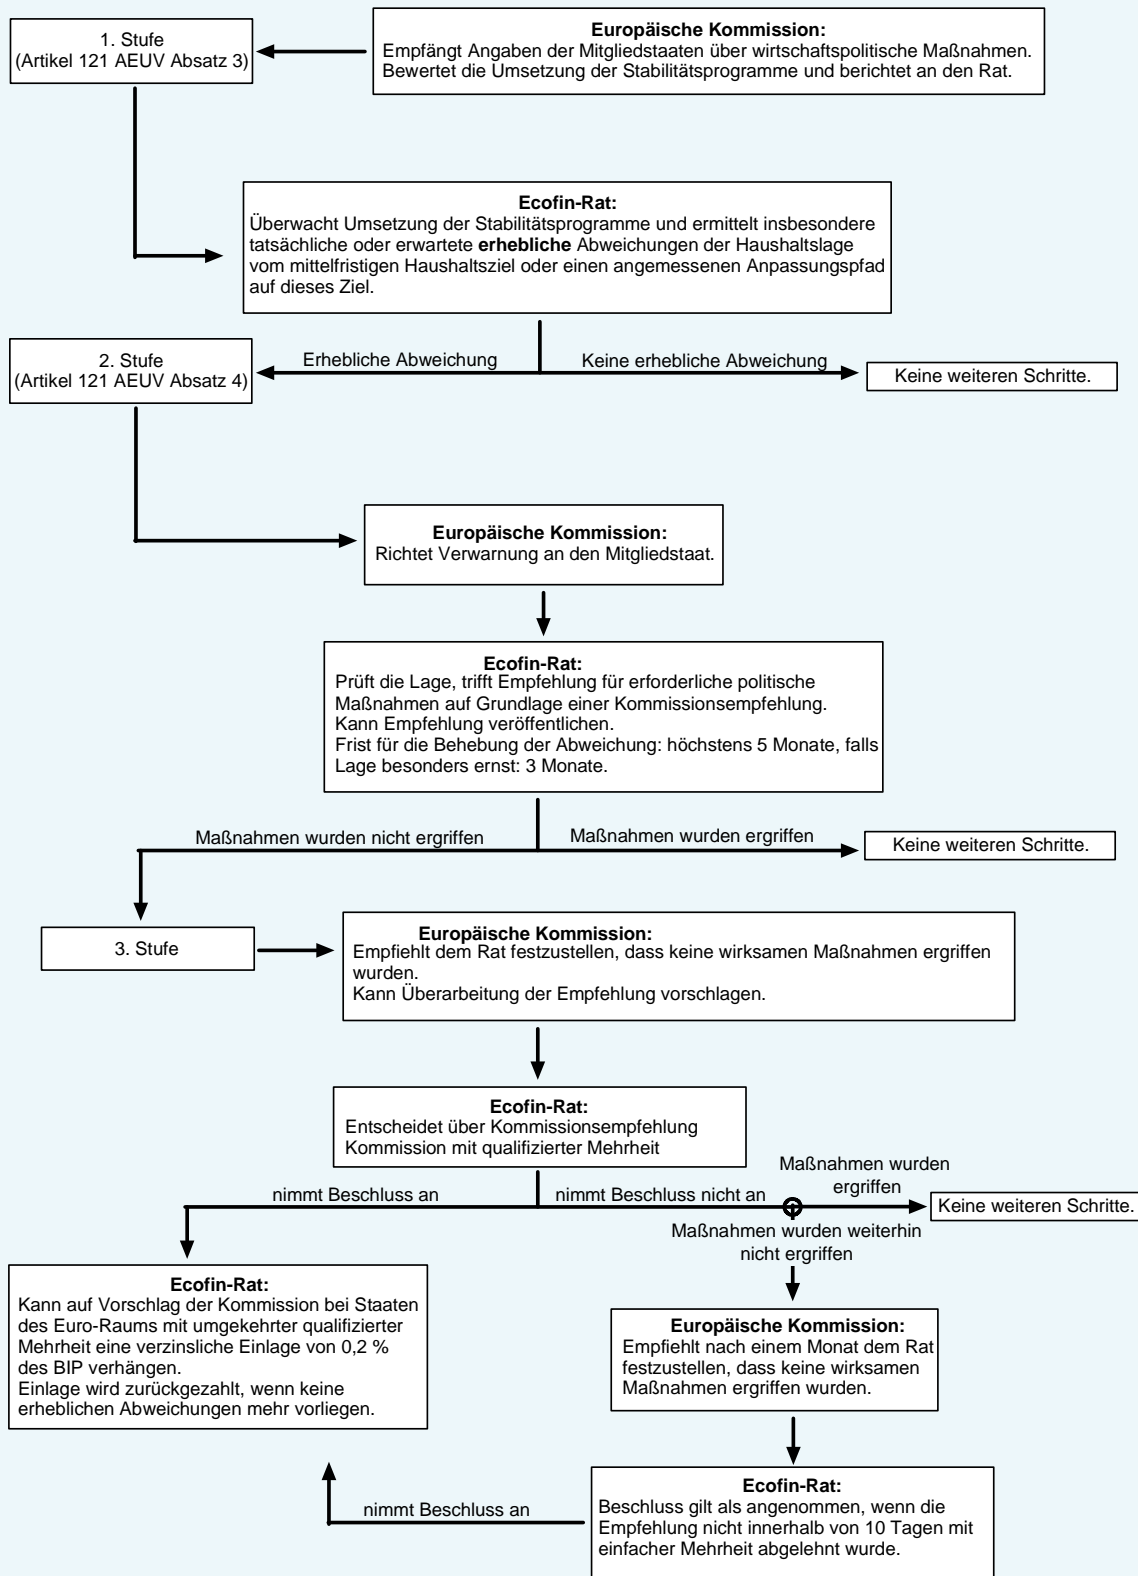 1. Stufe
(Artikel 121 AEUV Absatz 3)
Europäische Kommission:
Empfängt Angaben der Mitgliedstaaten über wirtschaftspolitische Maßnahmen.
Bewertet die Umsetzung der Stabilitätsprogramme und berichtet an den Rat.
Ecofin-Rat:
Überwacht Umsetzung der Stabilitätsprogramme und ermittelt insbesondere
tatsächliche oder erwartete erhebliche Abweichungen der Haushaltslage
vom mittelfristigen Haushaltsziel oder einen angemessenen Anpassungspfad
auf dieses Ziel.
2. Stufe
(Artikel 121 AEUV Absatz 4)
Erhebliche Abweichung
Keine erhebliche Abweichung
Keine weiteren Schritte.
Europäische Kommission:
Richtet Verwarnung an den Mitgliedstaat.
Ecofin-Rat:
Prüft die Lage, trifft Empfehlung für erforderliche politische
Maßnahmen auf Grundlage einer Kommissionsempfehlung.
Kann Empfehlung veröffentlichen.
Frist für die Behebung der Abweichung: höchstens 5 Monate, falls
Lage besonders ernst: 3 Monate.
Maßnahmen wurden nicht ergriffen
Maßnahmen wurden ergriffen
Keine weiteren Schritte.
3. Stufe
Europäische Kommission:
Empfiehlt dem Rat festzustellen, dass keine wirksamen Maßnahmen ergriffen
wurden.
Kann Überarbeitung der Empfehlung vorschlagen.
Ecofin-Rat:
Entscheidet über Kommissionsempfehlung
Kommission mit qualifizierter Mehrheit
nimmt Beschluss an
nimmt Beschluss nicht an
Maßnahmen wurden
ergriffen
Keine weiteren Schritte.
Maßnahmen wurden weiterhin
nicht ergriffen
Ecofin-Rat:
Kann auf Vorschlag der Kommission bei Staaten
des Euro-Raums mit umgekehrter qualifizierter
Mehrheit eine verzinsliche Einlage von 0,2 %
des BIP verhängen.
Einlage wird zurückgezahlt, wenn keine
erheblichen Abweichungen mehr vorliegen.
Europäische Kommission:
Empfiehlt nach einem Monat dem Rat
festzustellen, dass keine wirksamen
Maßnahmen ergriffen wurden.
nimmt Beschluss an
Ecofin-Rat:
Beschluss gilt als angenommen, wenn die
Empfehlung nicht innerhalb von 10 Tagen mit
einfacher Mehrheit abgelehnt wurde.